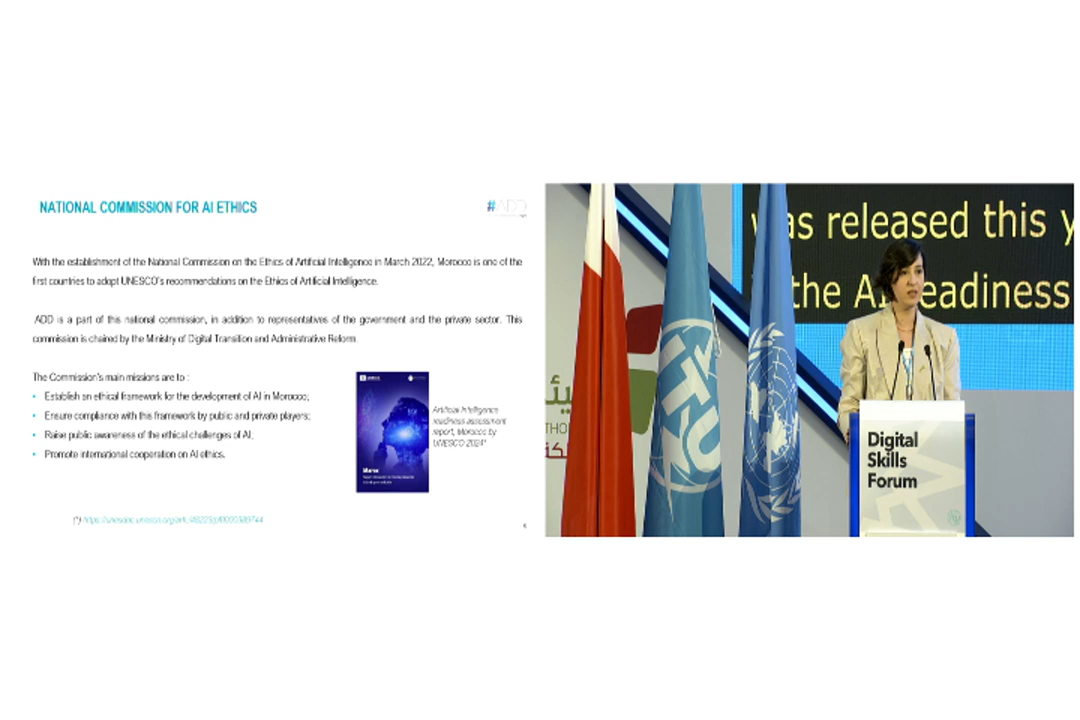 NATIONAL COMMISSION FOR AI ETHICS
#ADD
With the establishment of the National Commission on the Ethics of Artificial Intelligence in March 2022, Morocco is one of the
first countries to adopt UNESCO's recommendations on the Ethics of Artificial Intelligence.
ADD is a part of this national commission, in addition to representatives of the government and the private sector. This
commission is chaired by the Ministry of Digital Transition and Administrative Reform.
The Commission's main missions are to :
• Establish an ethical framework for the development of AI in Morocco;
• Ensure compliance with this framework by public and private players;
• Raise public awareness of the ethical challenges of AI;
• Promote international cooperation on AI ethics.
Artificial Intelligence
readiness assessment
report, Morocco by
UNESCO 2024*
Maroc
was released this y
the AI Readiness
ITU
Digital
Skills
Forum